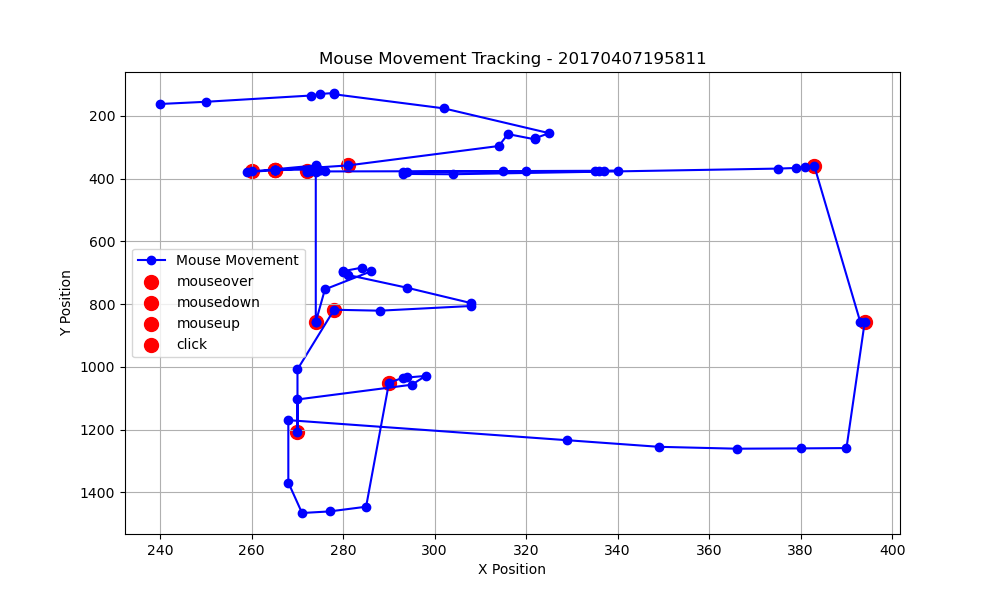 Mouse Movement Tracking - 20170407195811
200
400
600
800
1000
1200
1400
Y Position
Mouse Movement
mouseover
mousedown
mouseup
click
240 260 280 300 320 340 360 380 400
X Position